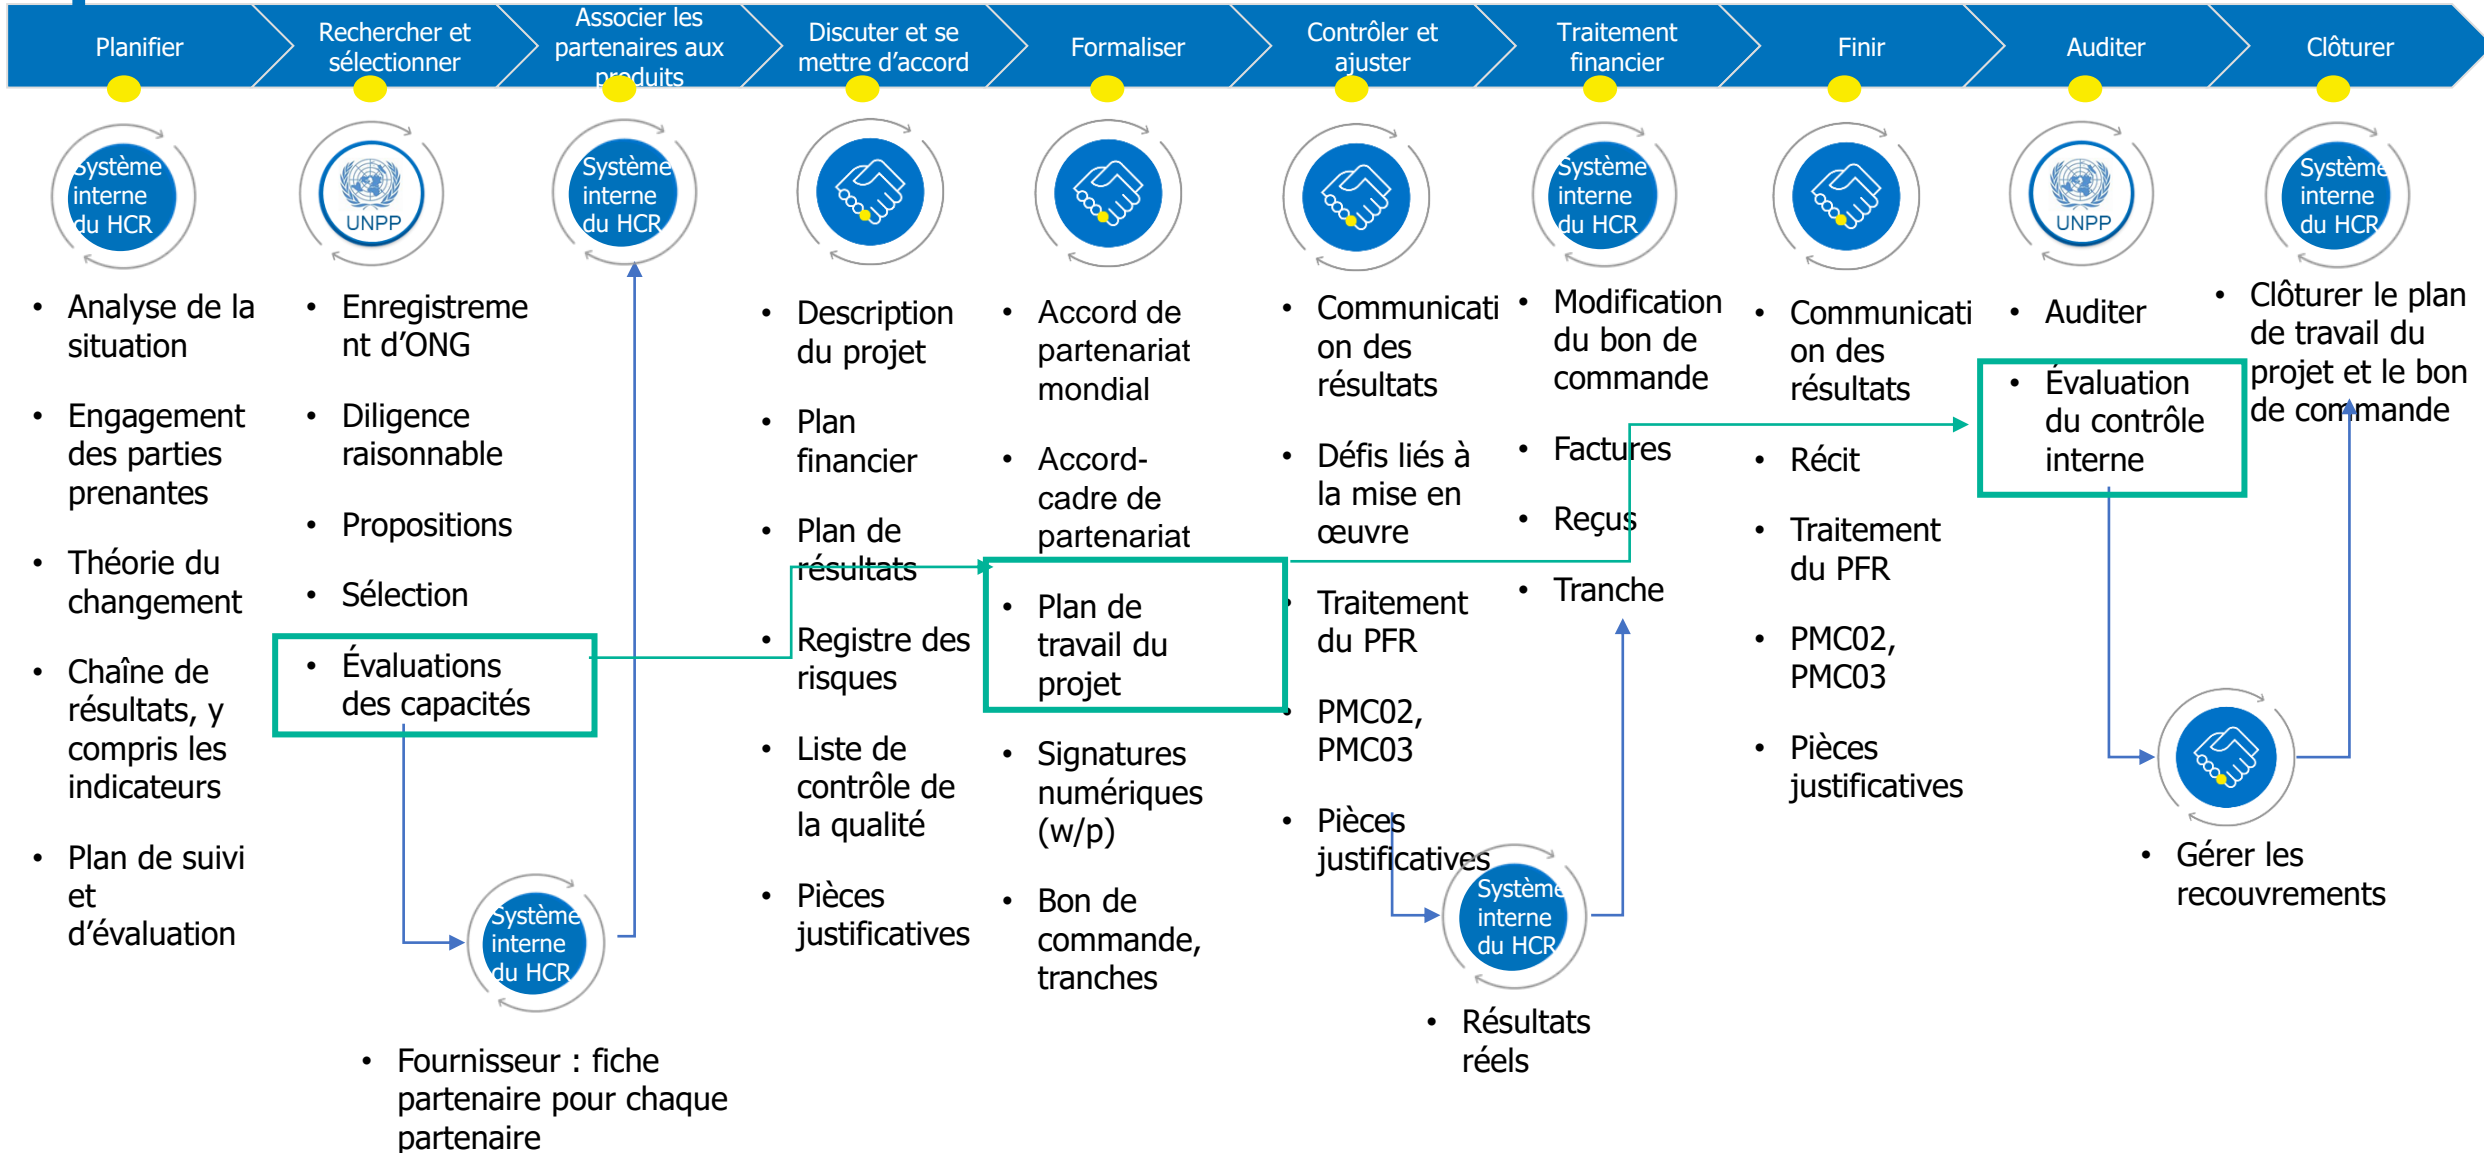 Planifier
Rechercher et
sélectionner
Associer les
partenaires aux
produits
Discuter et se
mettre d’accord
Formaliser
Contrôler et
ajuster
Traitement
financier
Finir
Auditer
Clôturer
Système
interne
du HCR
UNPP
Système
interne
du HCR
Système
interne
du HCR
UNPP
Système
interne
du HCR
• Analyse de la
situation
• Engagement
des parties
prenantes
• Théorie du
changement
• Chaîne de
résultats, y
compris les
indicateurs
• Plan de suivi
et
d’évaluation
• Enregistreme
nt d’ONG
• Diligence
raisonnable
• Propositions
• Sélection
• Évaluations
des capacités
Système
interne
du HCR
• Fournisseur : fiche
partenaire pour chaque
partenaire
• Description
du projet
• Plan
financier
• Plan de
résultats
• Registre des
risques
• Liste de
contrôle de
la qualité
• Pièces
justificatives
• Accord de
partenariat
mondial
• Accord-
cadre de
partenariat
• Plan de
travail du
projet
• Signatures
numériques
(w/p)
• Bon de
commande,
tranches
• Communicati
on des
résultats
• Défis liés à
la mise en
œuvre
• Traitement
du PFR
• PMC02,
PMC03
• Pièces
justificatives
Système
interne
du HCR
• Résultats
réels
• Modification
du bon de
commande
• Factures
• Reçus
• Tranche
• Communicati
on des
résultats
• Récit
• Traitement
du PFR
• PMC02,
PMC03
• Pièces
justificatives
• Auditer
• Évaluation
du contrôle
interne
• Gérer les
recouvrements
• Clôturer le plan
de travail du
projet et le bon
de commande